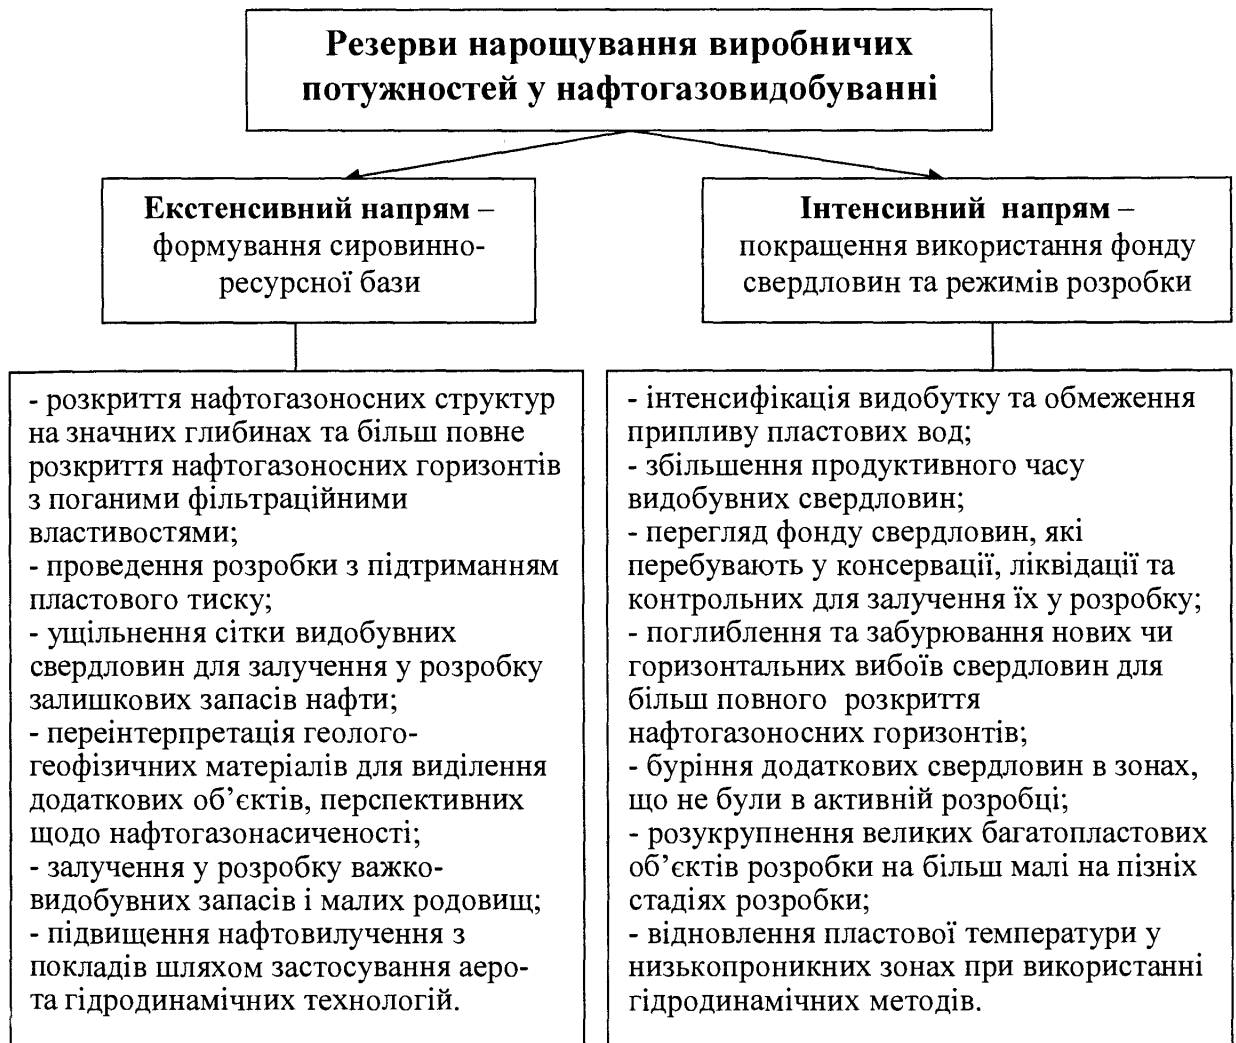 Резерви нарощування виробничих
потужностей у нафтогазовидобуванні
Екстенсивний напрям –
формування сировинно-
ресурсної бази
Інтенсивний напрям –
покращення використання фонду
свердловин та режимів розробки
- розкриття нафтогазоносних структур
на значних глибинах та більш повне
розкриття нафтогазоносних горизонтів
з поганими фільтраційними
властивостями;
- проведення розробки з підтриманням
пластового тиску;
- ущільнення сітки видобувних
свердловин для залучення у розробку
залишкових запасів нафти;
- переінтерпретація геолого-
геофізичних матеріалів для виділення
додаткових об’єктів, перспективних
щодо нафтогазонасиченості;
- залучення у розробку важко-
видобувних запасів і малих родовищ;
- підвищення нафтовилучення з
покладів шляхом застосування аеро-
та гідродинамічних технологій.
- інтенсифікація видобутку та обмеження
припливу пластових вод;
- збільшення продуктивного часу
видобувних свердловин;
- перегляд фонду свердловин, які
перебувають у консервації, ліквідації та
контрольних для залучення їх у розробку;
- поглиблення та забурювання нових чи
горизонтальних вибоїв свердловин для
більш повного розкриття
нафтогазоносних горизонтів;
- буріння додаткових свердловин в зонах,
що не були в активній розробці;
- розукрупнення великих багатопластових
об’єктів розробки на більш малі на пізніх
стадіях розробки;
- відновлення пластової температури у
низькопроникних зонах при використанні
гідродинамічних методів.